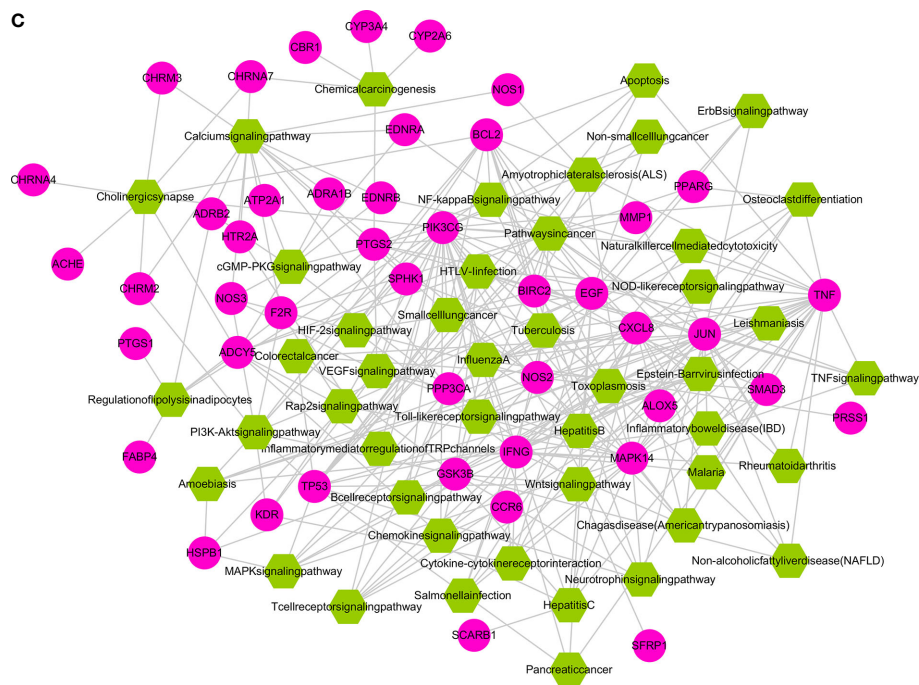 C
CYP3A4
CYP2A6
CBR1
CHRM3
CHRNA7
Chemicalcarcinogenesis
NOS1
Apoptosis
ErbBsignalingpathway
Calciumsignalingpathway
EDNRA
BCL2
Non-smallcelllungcancer
CHRNA4
Cholinergicsynapse
ATP2A1
ADRA1B
EDNRB
NF-kappaBsignalingpathway
Amyotrophiclateralsclerosis(ALS)
PPARG
Osteoclastdifferentiation
ADRB2
HTR2A
PTGS2
PIK3CG
Pathwaysincancer
MMP1
Naturalkillercellmediatedcytotoxicity
ACHE
CHRM2
cGMP-PKGsignalingpathway
SPHK1
HTLV-Iinfection
BIRC2
EGF
NOD-likereceptorsignalingpathway
TNF
NOS3
F2R
HIF-2signalingpathway
Smallcelllungcancer
Tuberculosis
CXCL8
JUN
Leishmaniasis
PTGS1
ADCY5
Colorectalcancer
VEGFsignalingpathway
InfluenzaA
NOS2
Toxoplasmosis
Epstein-Barrvirusinfection
TNFsignalingpathway
Regulationoflipolysisinadipocytes
Rap2signalingpathway
PPP3CA
ALOX5
SMAD3
PRSS1
PI3K-Aktsignalingpathway
Toll-likereceptorsignalingpathway
HepatitisB
Inflammatoryboweldisease(IBD)
FABP4
InflammatorymediatorregulationofTRPchannels
IFNG
MAPK14
Amoebiasis
TP53
GSK3B
Wntsignalingpathway
Malaria
Rheumatoidarthritis
Bcellreceptorsignalingpathway
CCR6
KDR
Chemokinesignalingpathway
Chagasdisease(Americantrypanosomiasis)
HSPB1
MAPKsignalingpathway
Cytokine-cytokinereceptorinteraction
Neurotrophinsignalingpathway
Non-alcoholicfattyliverdisease(NAFLD)
Tcellreceptorsignalingpathway
Salmonellainfection
HepatitisC
SCARB1
SFRP1
Pancreaticcancer